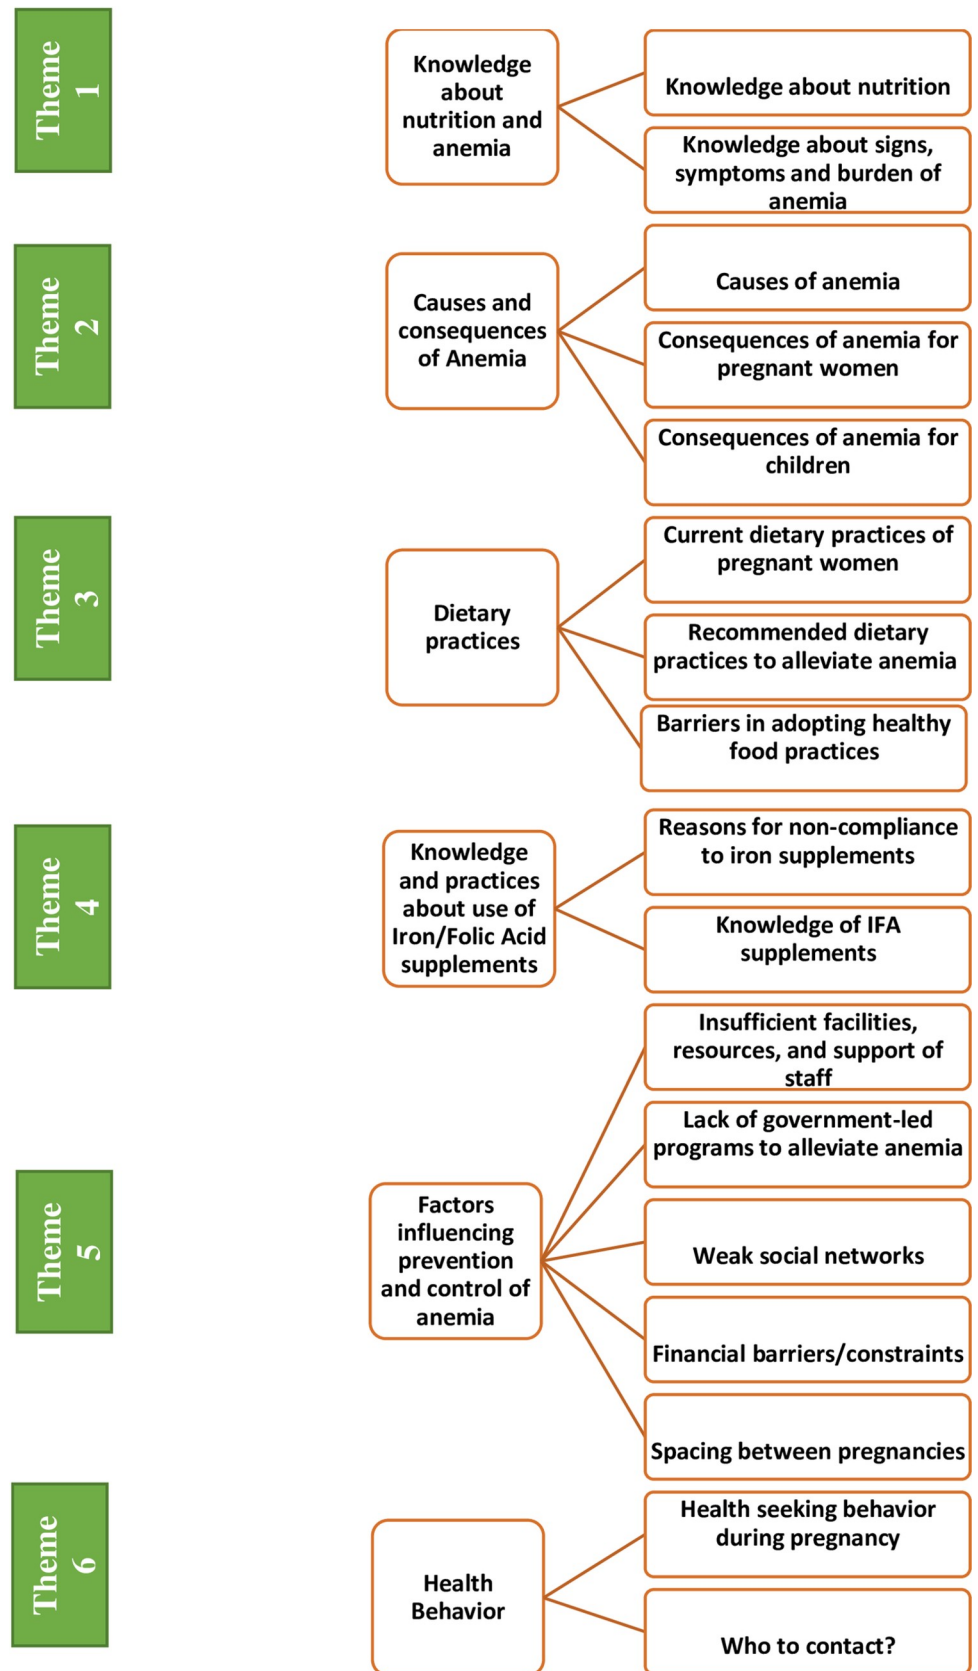 Theme
1
Knowledge
about
nutrition and
anemia
Knowledge about nutrition
Knowledge about signs,
symptoms and burden of
anemia
Theme
2
Causes and
consequences
of Anemia
Causes of anemia
Consequences of anemia for
pregnant women
Consequences of anemia for
children
Theme
3
Dietary
practices
Current dietary practices of
pregnant women
Recommended dietary
practices to alleviate anemia
Barriers in adopting healthy
food practices
Theme
4
Knowledge
and practices
about use of
Iron/Folic Acid
supplements
Reasons for non-compliance
to iron supplements
Knowledge of IFA
supplements
Theme
5
Factors
influencing
prevention
and control of
anemia
Insufficient facilities,
resources, and support of
staff
Lack of government-led
programs to alleviate anemia
Weak social networks
Financial barriers/constraints
Spacing between pregnancies
Theme
6
Health
Behavior
Health seeking behavior
during pregnancy
Who to contact?